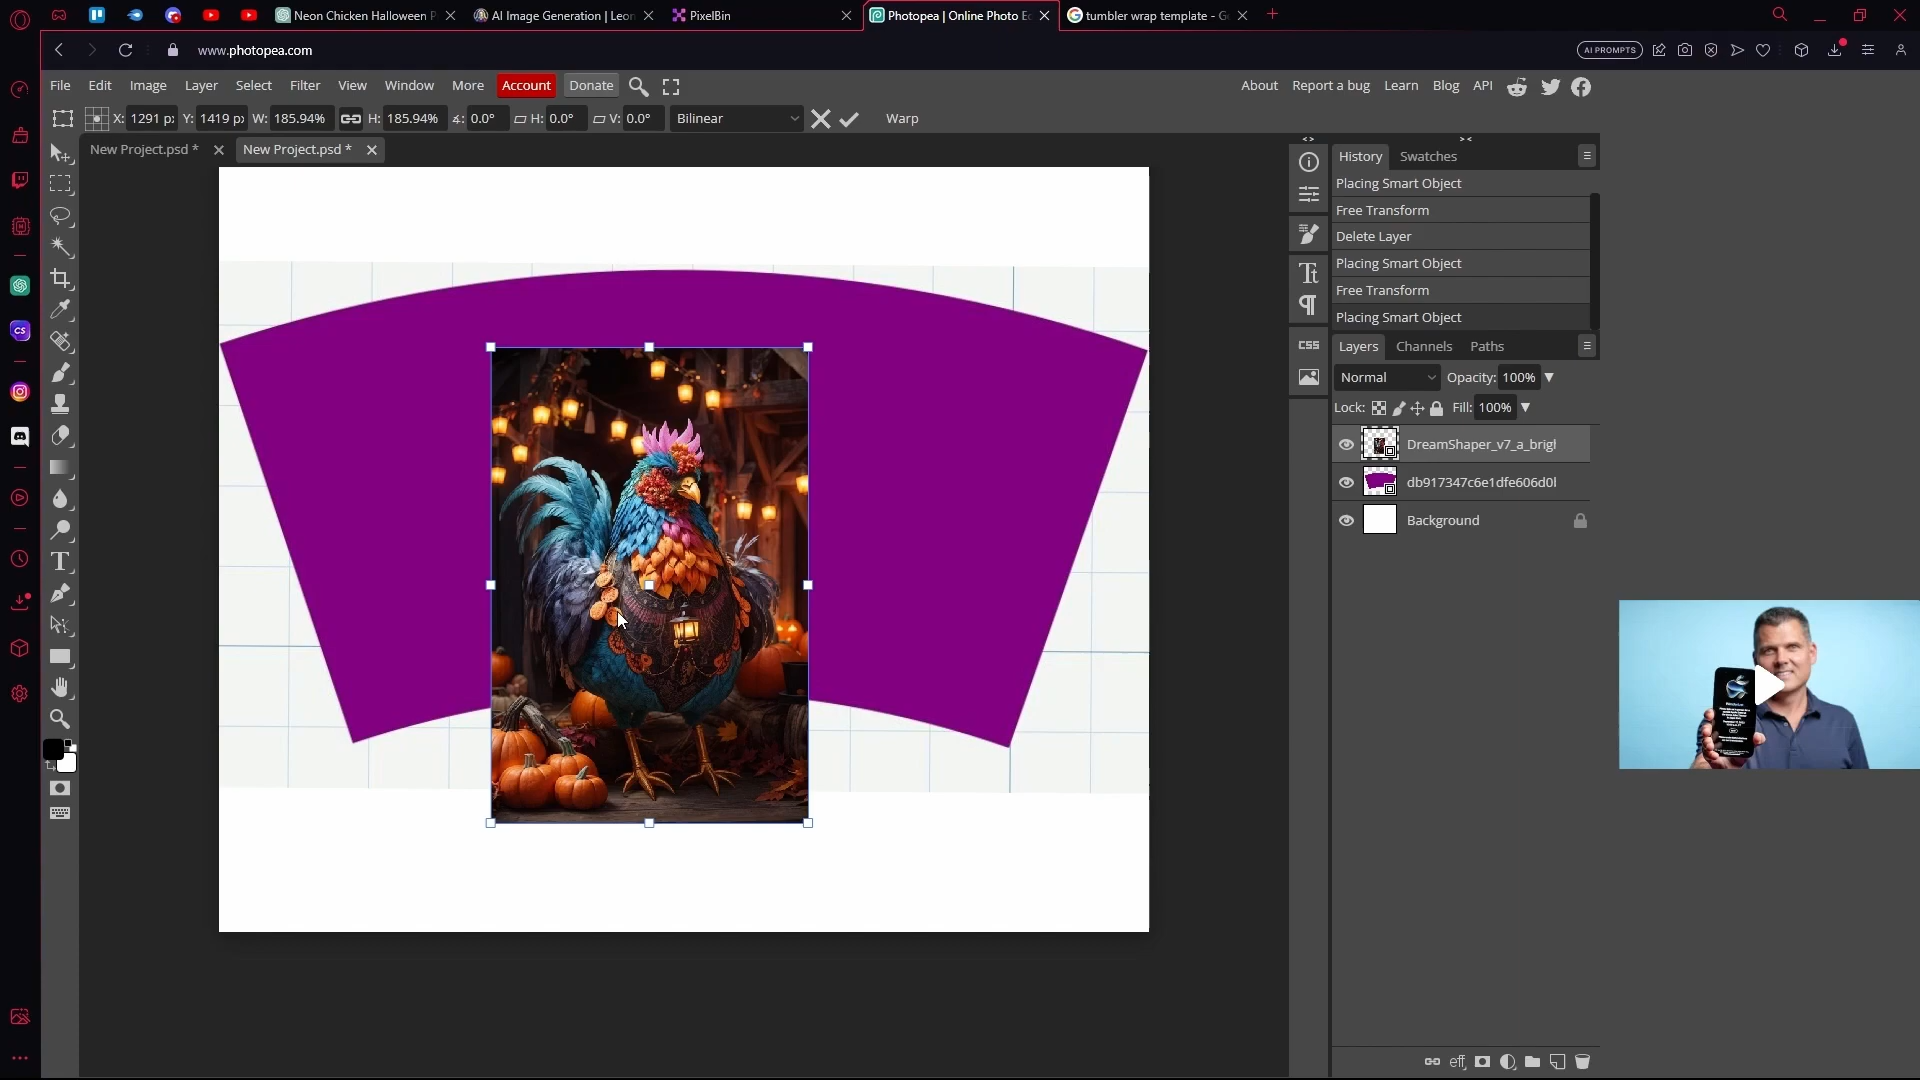 Neon Chicken Halloween P
AI Image Generation | Leon
PixelBin
Photopea | Online Photo Ed
tumbler wrap template - G
www.photopea.com
AI PROMPTS
File Edit Image Layer Select Filter View Window More Account Donate
About Report a bug Learn Blog API
X: 1291 px Y: 1419 px W: 185.94% H: 185.94% ∡: 0.0° H: 0.0° V: 0.0° Bilinear Warp
New Project.psd * New Project.psd *
History Swatches
Placing Smart Object
Free Transform
Delete Layer
Placing Smart Object
Free Transform
Placing Smart Object
CSS
Layers Channels Paths
Normal Opacity: 100%
Lock: Fill: 100%
DreamShaper_v7_a_brigl
db917347c6e1dfe606d0l
Background
CS
eff